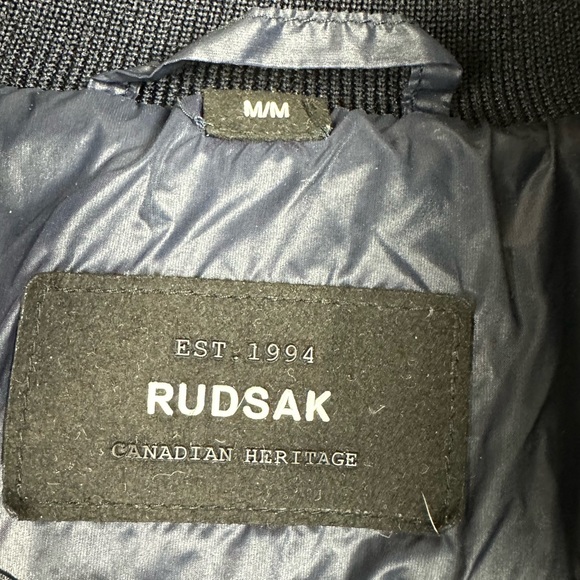 M/M
EST. 1994
RUDSAK
CANADIAN HERITAGE